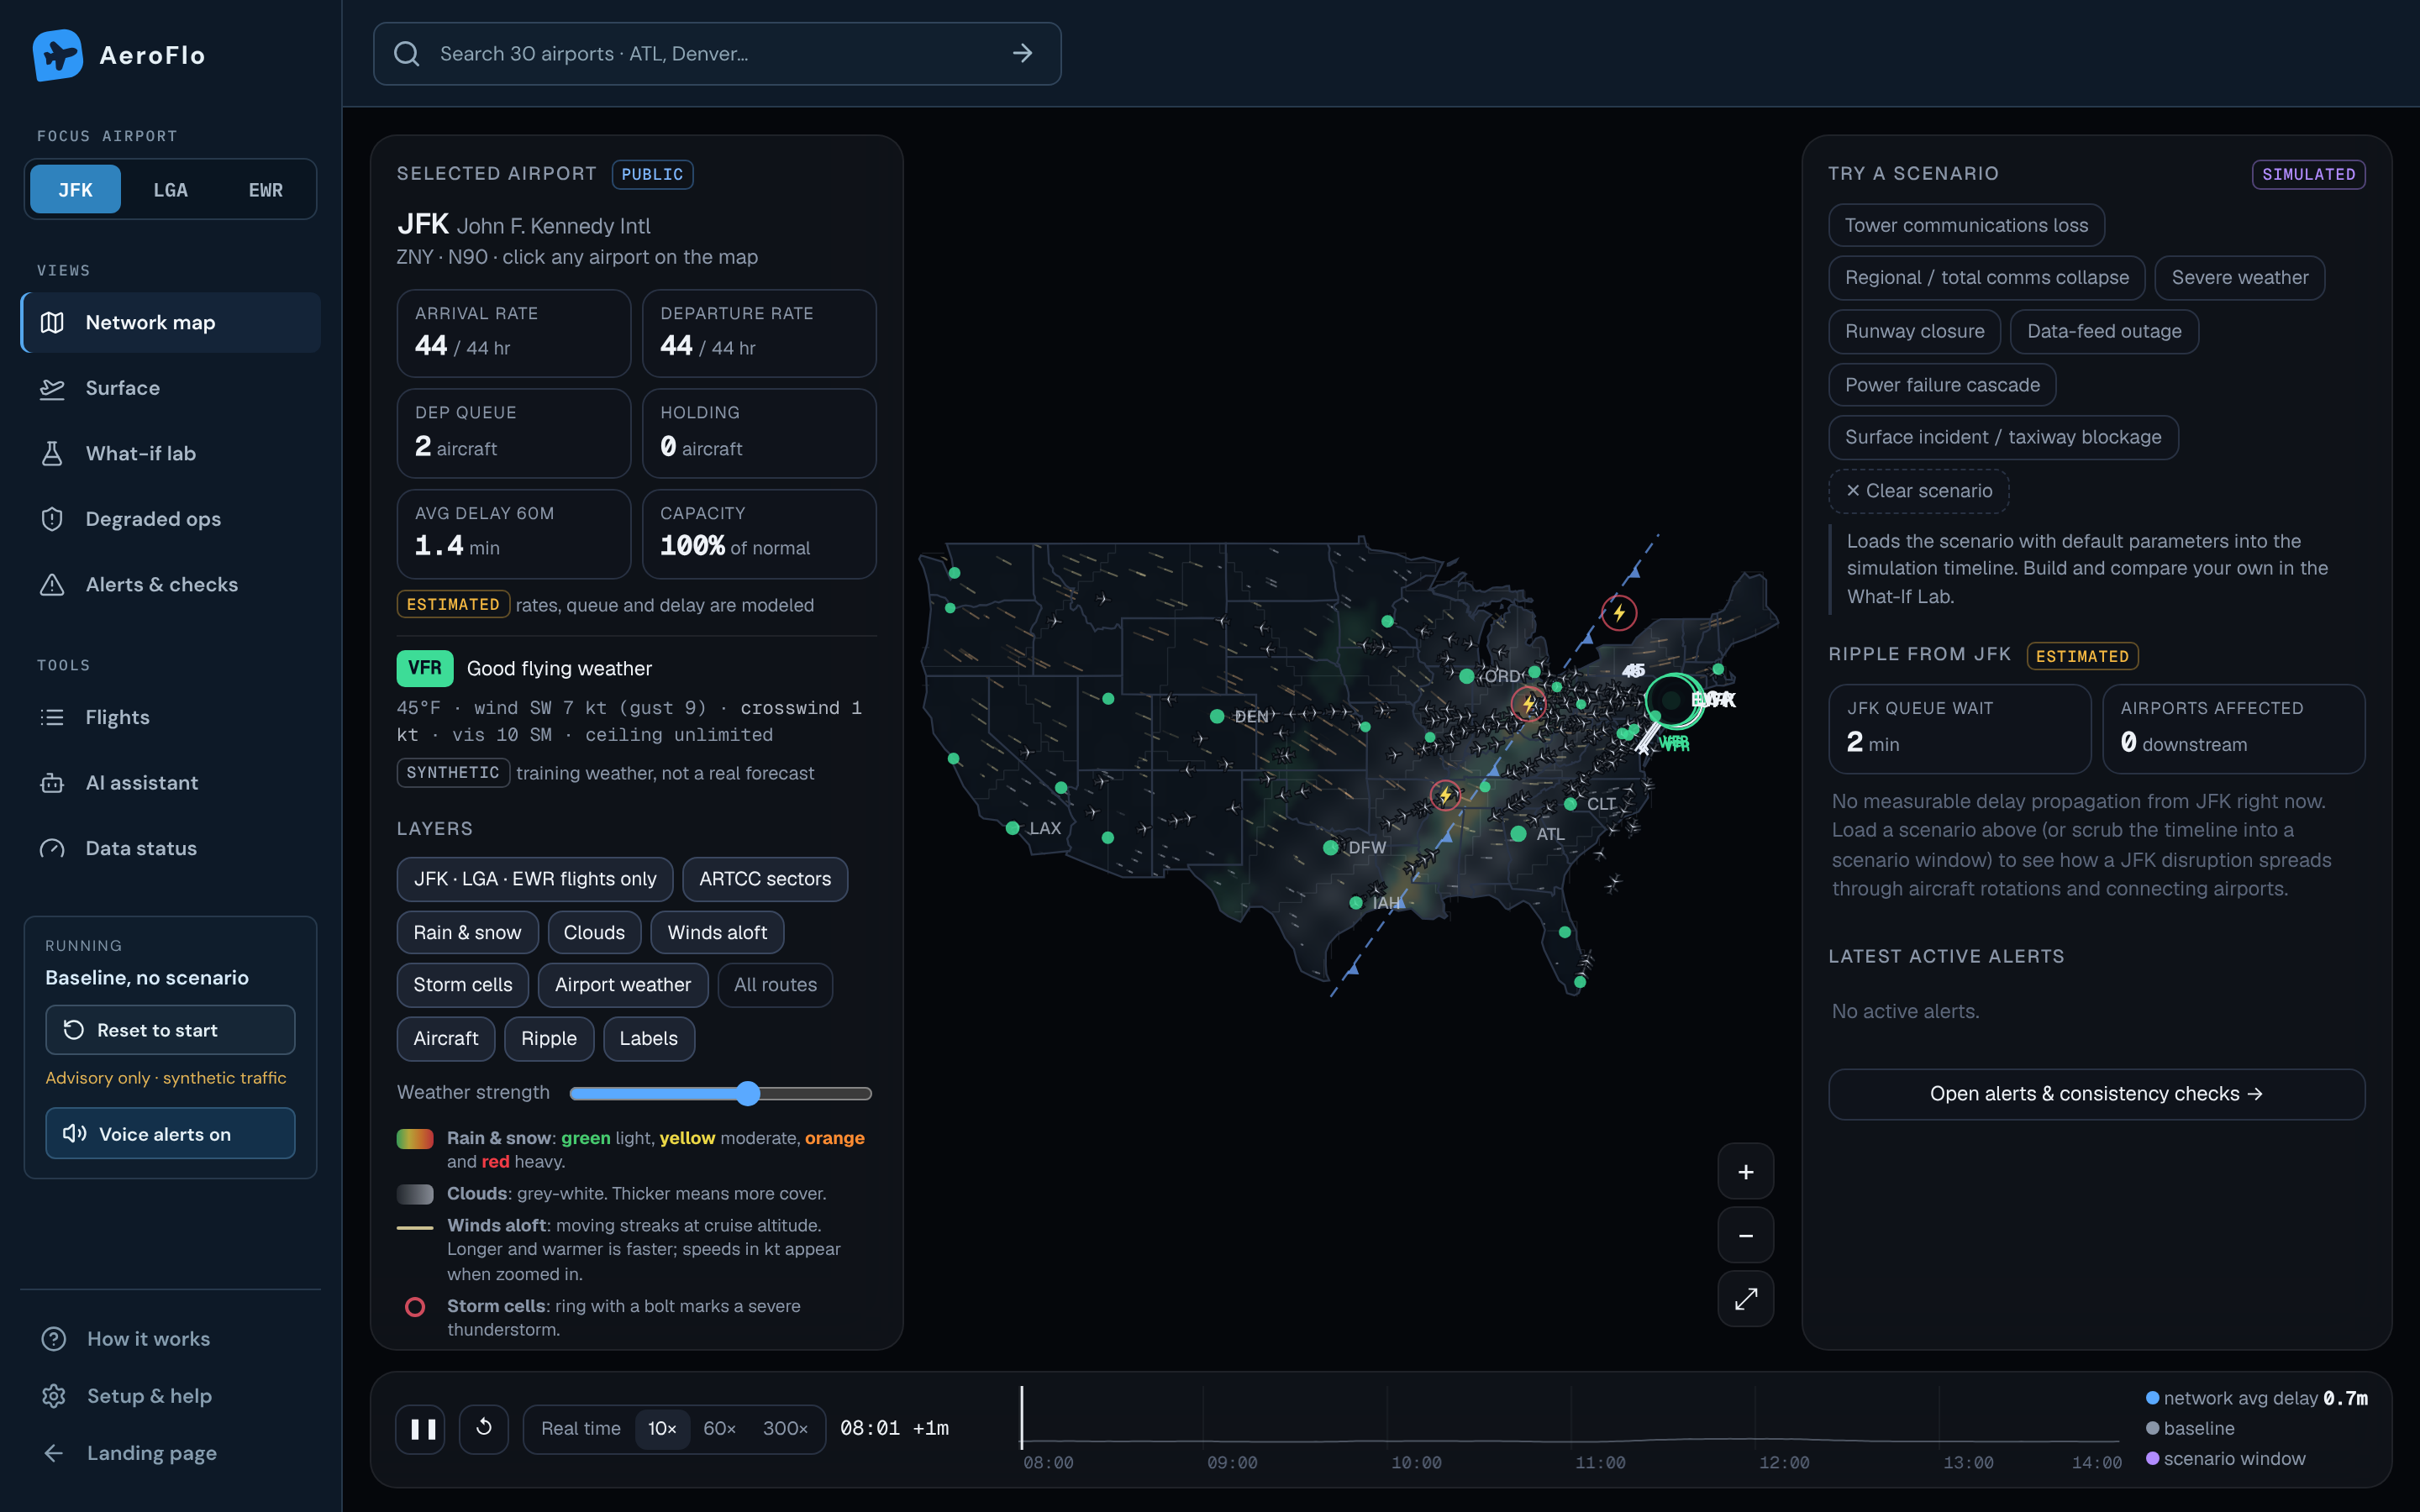 AeroFlo
FOCUS AIRPORT
JFK
LGA
EWR
VIEWS
Network map
Surface
What-if lab
Degraded ops
Alerts & checks
TOOLS
Flights
AI assistant
Data status
RUNNING
Baseline, no scenario
Reset to start
Advisory only · synthetic traffic
Voice alerts on
How it works
Setup & help
Landing page
Search 30 airports · ATL, Denver...
SELECTED AIRPORT PUBLIC
JFK John F. Kennedy Intl
ZNY · N90 · click any airport on the map
ARRIVAL RATE
44 / 44 hr
DEPARTURE RATE
44 / 44 hr
DEP QUEUE
2 aircraft
HOLDING
0 aircraft
AVG DELAY 60M
1.4 min
CAPACITY
100% of normal
ESTIMATED rates, queue and delay are modeled
VFR Good flying weather
45°F · wind SW 7 kt (gust 9) · crosswind 1
kt · vis 10 SM · ceiling unlimited
SYNTHETIC training weather, not a real forecast
LAYERS
JFK · LGA · EWR flights only
ARTCC sectors
Rain & snow
Clouds
Winds aloft
Storm cells
Airport weather
All routes
Aircraft
Ripple
Labels
Weather strength
Rain & snow: green light, yellow moderate, orange
and red heavy.
Clouds: grey-white. Thicker means more cover.
Winds aloft: moving streaks at cruise altitude.
Longer and warmer is faster; speeds in kt appear
when zoomed in.
Storm cells: ring with a bolt marks a severe
thunderstorm.
ORD
DEN
VFR
CLT
LAX
ATL
DFW
IAH
+
−
TRY A SCENARIO
SIMULATED
Tower communications loss
Regional / total comms collapse
Severe weather
Runway closure
Data-feed outage
Power failure cascade
Surface incident / taxiway blockage
✕ Clear scenario
Loads the scenario with default parameters into the
simulation timeline. Build and compare your own in the
What-If Lab.
RIPPLE FROM JFK ESTIMATED
JFK QUEUE WAIT
2 min
AIRPORTS AFFECTED
0 downstream
No measurable delay propagation from JFK right now.
Load a scenario above (or scrub the timeline into a
scenario window) to see how a JFK disruption spreads
through aircraft rotations and connecting airports.
LATEST ACTIVE ALERTS
No active alerts.
Open alerts & consistency checks →
Real time
10×
60×
300×
08:01 +1m
08:00
09:00
10:00
11:00
12:00
13:00
14:00
network avg delay 0.7m
baseline
scenario window